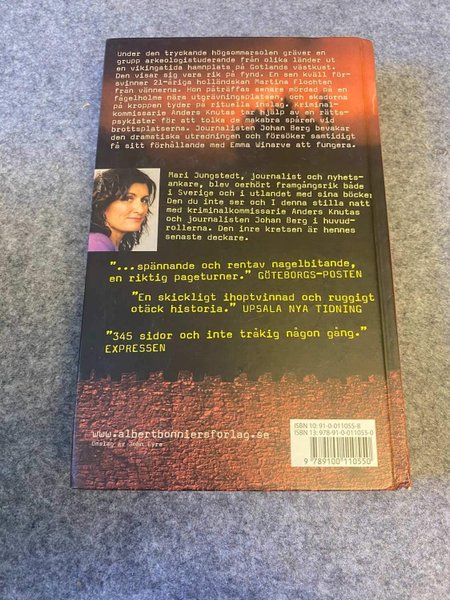 Under den tryckande högsommarsolen gräver en
grupp arkeologistuderande från olika länder ut
en vikingatida hamnplats på Gotlands västkust.
Den visar sig vara rik på fynd. En sen kväll för-
svinner 21-åriga holländskan Martina Flochten
från vännerna. Hon påträffas senare mördad på en
fågelholme nära utgrävningsplatsen, och skadorna
på kroppen tyder på rituella inslag. Kriminal-
kommissarie Anders Knutas tar hjälp av en rätts-
psykiater för att tolka de makabra spåren vid
brottsplatserna. Journalisten Johan Berg bevakar
den dramatiska utredningen och försöker samtidigt
få sitt förhållande med Emma Winarve att fungera.
Mari Jungstedt, journalist och nyhets-
ankare, blev oerhört framgångsrik både
i Sverige och i utlandet med sina böcker
Den du inte ser och I denna stilla natt
med kriminalkommissarie Anders Knutas
och journalisten Johan Berg i huvud-
rollerna. Den inre kretsen är hennes
senaste deckare.
"...spännande och rentav nagelbitande,
en riktig pageturner." GÖTEBORGS-POSTEN
"En skickligt ihoptvinnad och ruggigt
otäck historia." UPSALA NYA TIDNING
"345 sidor och inte tråkig någon gång."
EXPRESSEN
www.albertbonniersforlag.se
Omslag av John Eyre
ISBN 10: 91-0-011055-8
ISBN 13: 978-91-0-011055-0
9 789100 110550